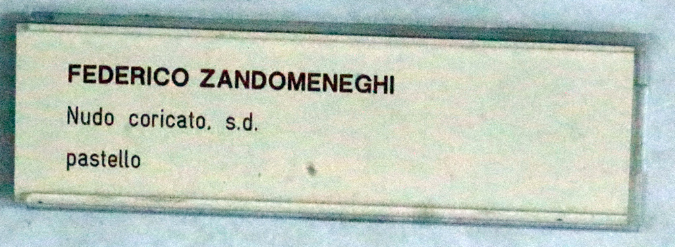 FEDERICO ZANDOMENEGHI
Nudo coricato, s.d.
pastello